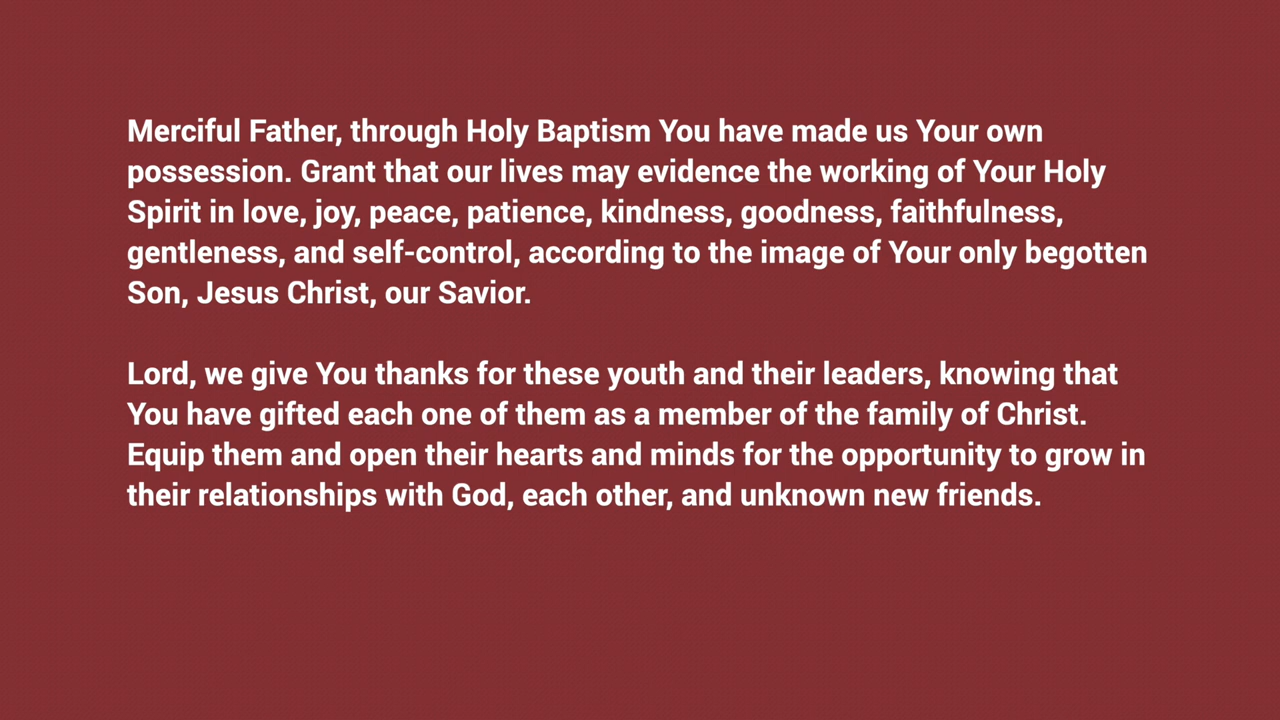 Merciful Father, through Holy Baptism You have made us Your own
possession. Grant that our lives may evidence the working of Your Holy
Spirit in love, joy, peace, patience, kindness, goodness, faithfulness,
gentleness, and self-control, according to the image of Your only begotten
Son, Jesus Christ, our Savior.
Lord, we give You thanks for these youth and their leaders, knowing that
You have gifted each one of them as a member of the family of Christ.
Equip them and open their hearts and minds for the opportunity to grow in
their relationships with God, each other, and unknown new friends.